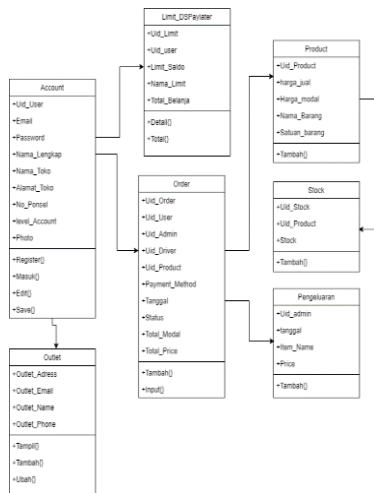 Limit_DSPaylater
+Uid_Limit
+Uid_user
+Limit_Saldo
+Nama_Limit
+Total_Belanja
+Detail()
+Total()
Product
+Uid_Product
+harga_jual
+Harga_modal
+Nama_Barang
+Satuan_barang
+Tambah()
Account
+Uid_User
+Email
+Password
+Nama_Lengkap
+Nama_Toko
+Alamat_Toko
+No_Ponsel
+level_Account
+Photo
+Register()
+Masuk()
+Edit()
+Save()
Order
+Uid_Order
+Uid_User
+Uid_Admin
+Uid_Driver
+Uid_Product
+Payment_Method
+Tanggal
+Status
+Total_Modal
+Total_Price
+Tambah()
+Input()
Stock
+Uid_Stock
+Uid_Product
+Stock
+Tambah()
Pengeluaran
+Uid_admin
+tanggal
+Item_Name
+Price
+Tambah()
Outlet
+Outlet_Adress
+Outlet_Email
+Outlet_Name
+Outlet_Phone
+Tampil()
+Tambah()
+Ubah()